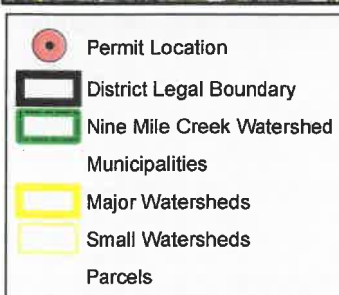 Permit Location
District Legal Boundary
Nine Mile Creek Watershed
Municipalities
Major Watersheds
Small Watersheds
Parcels